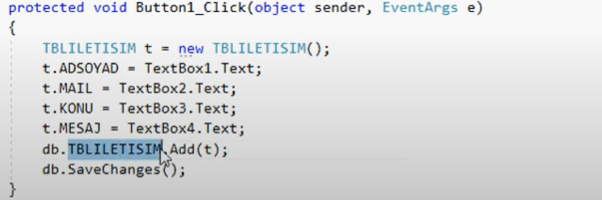 protected void Button1_Click(object sender, EventArgs e)
{
TBLILETISIM t = new TBLILETISIM();
t.ADSOYAD = TextBox1.Text;
t.MAIL = TextBox2.Text;
t.KONU = TextBox3.Text;
t.MESAJ = TextBox4.Text;
db.TBLILETISIM.Add(t);
db.SaveChanges();
}